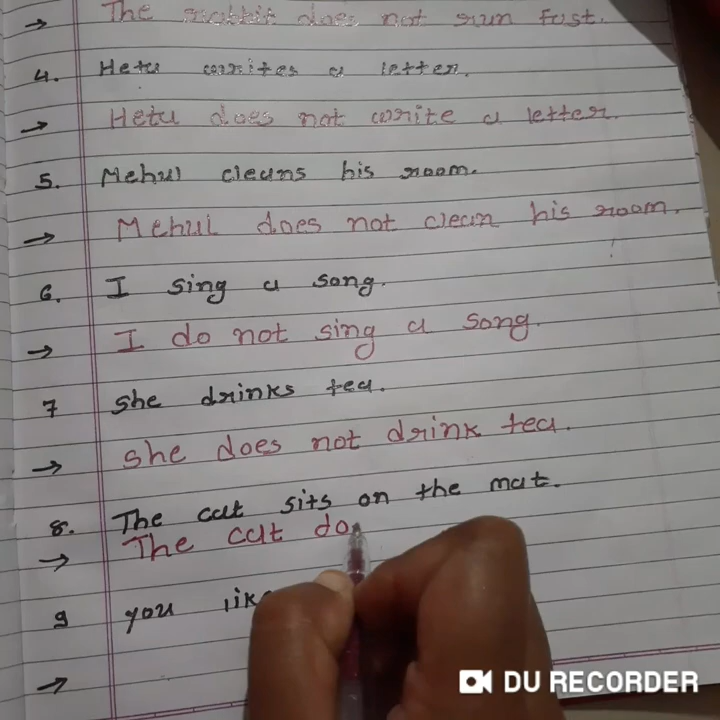 → The rabbit does not run fast.
4. Hetu writes a letter.
→ Hetu does not write a letter.
5. Mehul cleans his room.
→ Mehul does not clean his room.
6. I sing a song.
→ I do not sing a song.
7 She drinks tea.
→ She does not drink tea.
8. The cat sits on the mat.
→ The cat do
9 you lik
→
DU RECORDER